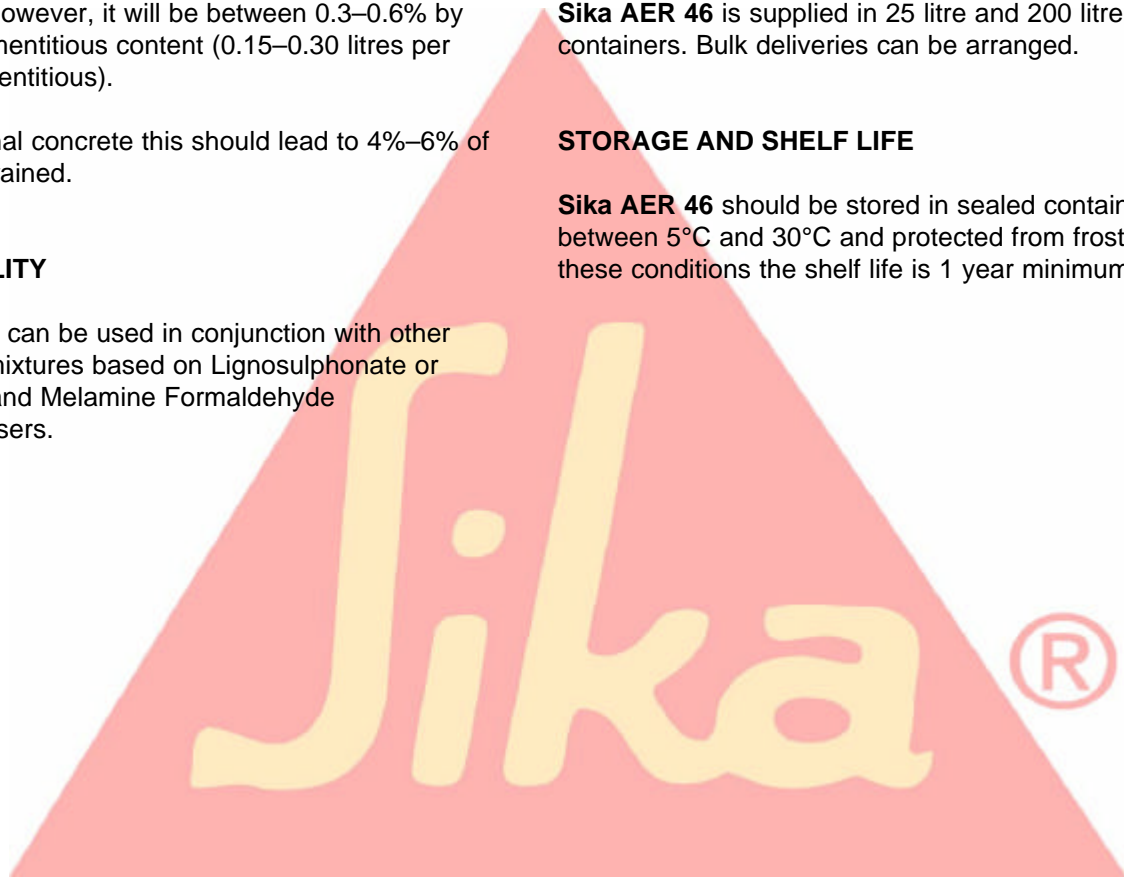 owever, it will be between 0.3–0.6% by
mentitious content (0.15–0.30 litres per
entitious).
al concrete this should lead to 4%–6% of
ained.
LITY
can be used in conjunction with other
mixtures based on Lignosulphonate or
and Melamine Formaldehyde
sers.
Sika AER 46 is supplied in 25 litre and 200 litre
containers. Bulk deliveries can be arranged.
STORAGE AND SHELF LIFE
Sika AER 46 should be stored in sealed contain
between 5°C and 30°C and protected from frost
these conditions the shelf life is 1 year minimum
Sika ®